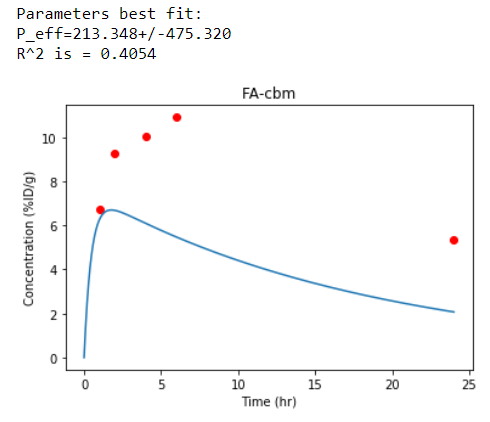 Parameters best fit:
P_eff=213.348+/-475.320
R^2 is = 0.4054
FA-cbm
10
8
6
4
2
0
Concentration (%ID/g)
0 5 10 15 20 25
Time (hr)